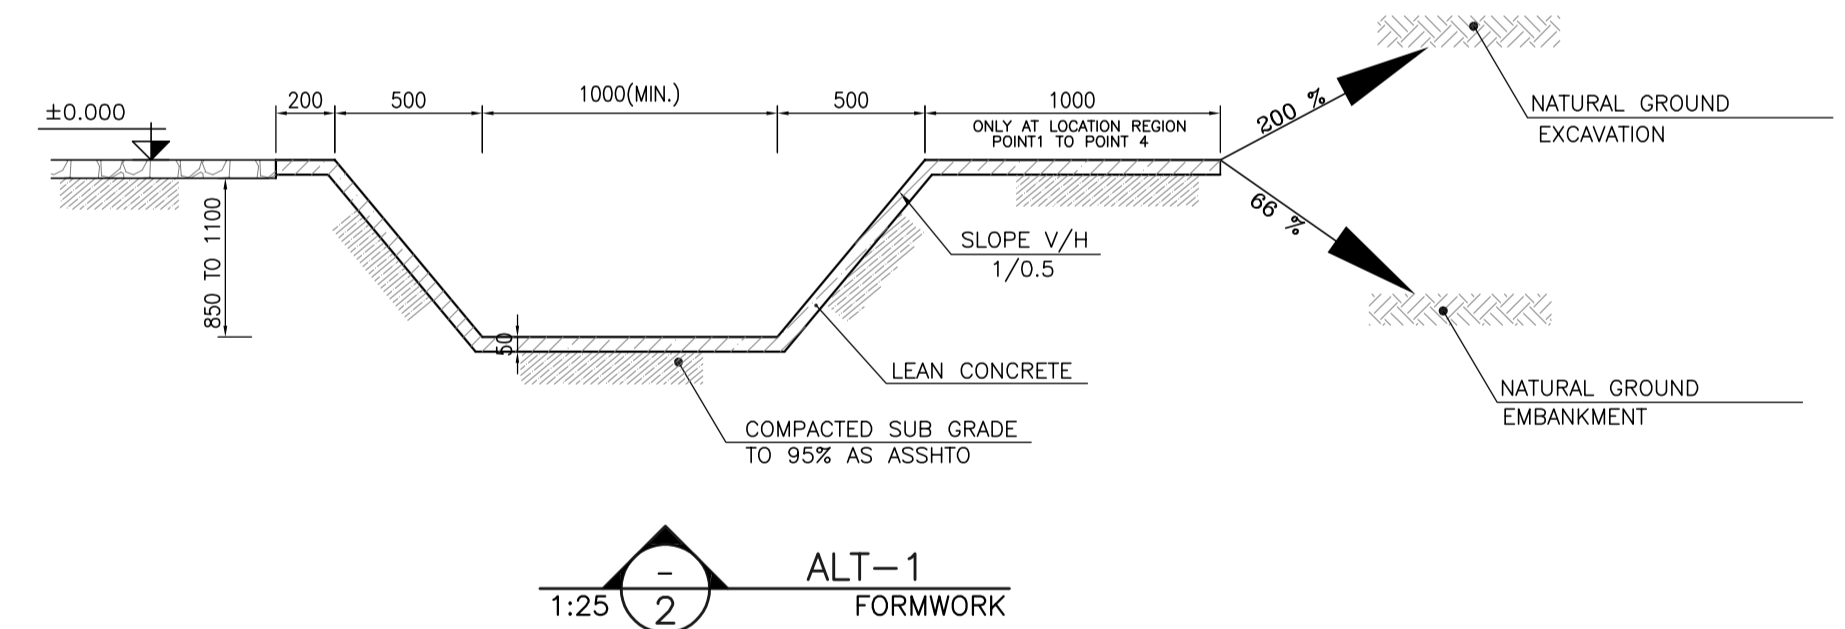 ±0.000
200
500
1000(MIN.)
500
1000
ONLY AT LOCATION REGION
POINT1 TO POINT 4
200 %
NATURAL GROUND
EXCAVATION
66 %
850 TO 1100
SLOPE V/H
1/0.5
50
LEAN CONCRETE
NATURAL GROUND
EMBANKMENT
COMPACTED SUB GRADE
TO 95% AS ASSHTO
–
2
1:25
ALT–1
FORMWORK